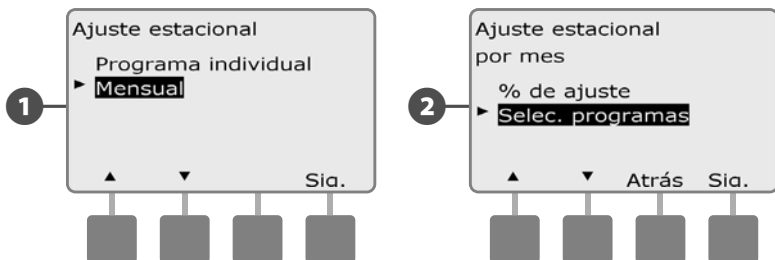 Ajuste estacional
Programa individual
► Mensual
1
▲ ▼ Sig.
Ajuste estacional
por mes
% de ajuste
► Selec. programas
2
▲ ▼ Atrás Sig.